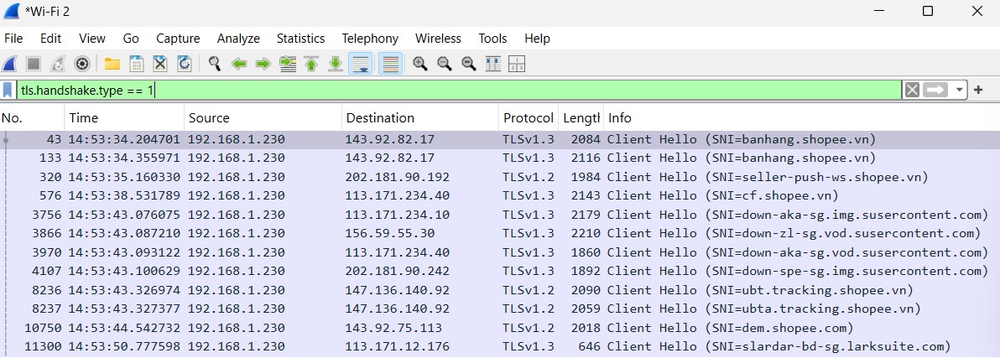 *Wi-Fi 2
File Edit View Go Capture Analyze Statistics Telephony Wireless Tools Help
tls.handshake.type == 1
No. Time Source Destination Protocol Lengtł Info
43 14:53:34.204701 192.168.1.230 143.92.82.17 TLSv1.3 2084 Client Hello (SNI=banhang.shopee.vn)
133 14:53:34.355971 192.168.1.230 143.92.82.17 TLSv1.3 2116 Client Hello (SNI=banhang.shopee.vn)
320 14:53:35.160330 192.168.1.230 202.181.90.192 TLSv1.2 1984 Client Hello (SNI=seller-push-ws.shopee.vn)
576 14:53:38.531789 192.168.1.230 113.171.234.40 TLSv1.3 2143 Client Hello (SNI=cf.shopee.vn)
3756 14:53:43.076075 192.168.1.230 113.171.234.10 TLSv1.3 2179 Client Hello (SNI=down-aka-sg.img.susercontent.com)
3866 14:53:43.087210 192.168.1.230 156.59.55.30 TLSv1.3 2210 Client Hello (SNI=down-zl-sg.vod.susercontent.com)
3970 14:53:43.093122 192.168.1.230 113.171.234.40 TLSv1.3 1860 Client Hello (SNI=down-aka-sg.vod.susercontent.com)
4107 14:53:43.100629 192.168.1.230 202.181.90.242 TLSv1.3 1892 Client Hello (SNI=down-spe-sg.img.susercontent.com)
8236 14:53:43.326974 192.168.1.230 147.136.140.92 TLSv1.2 2090 Client Hello (SNI=ubt.tracking.shopee.vn)
8237 14:53:43.327377 192.168.1.230 147.136.140.92 TLSv1.2 2059 Client Hello (SNI=ubta.tracking.shopee.vn)
10750 14:53:44.542732 192.168.1.230 143.92.75.113 TLSv1.2 2018 Client Hello (SNI=dem.shopee.com)
11300 14:53:50.777598 192.168.1.230 113.171.12.176 TLSv1.3 646 Client Hello (SNI=slardar-bd-sg.larksuite.com)